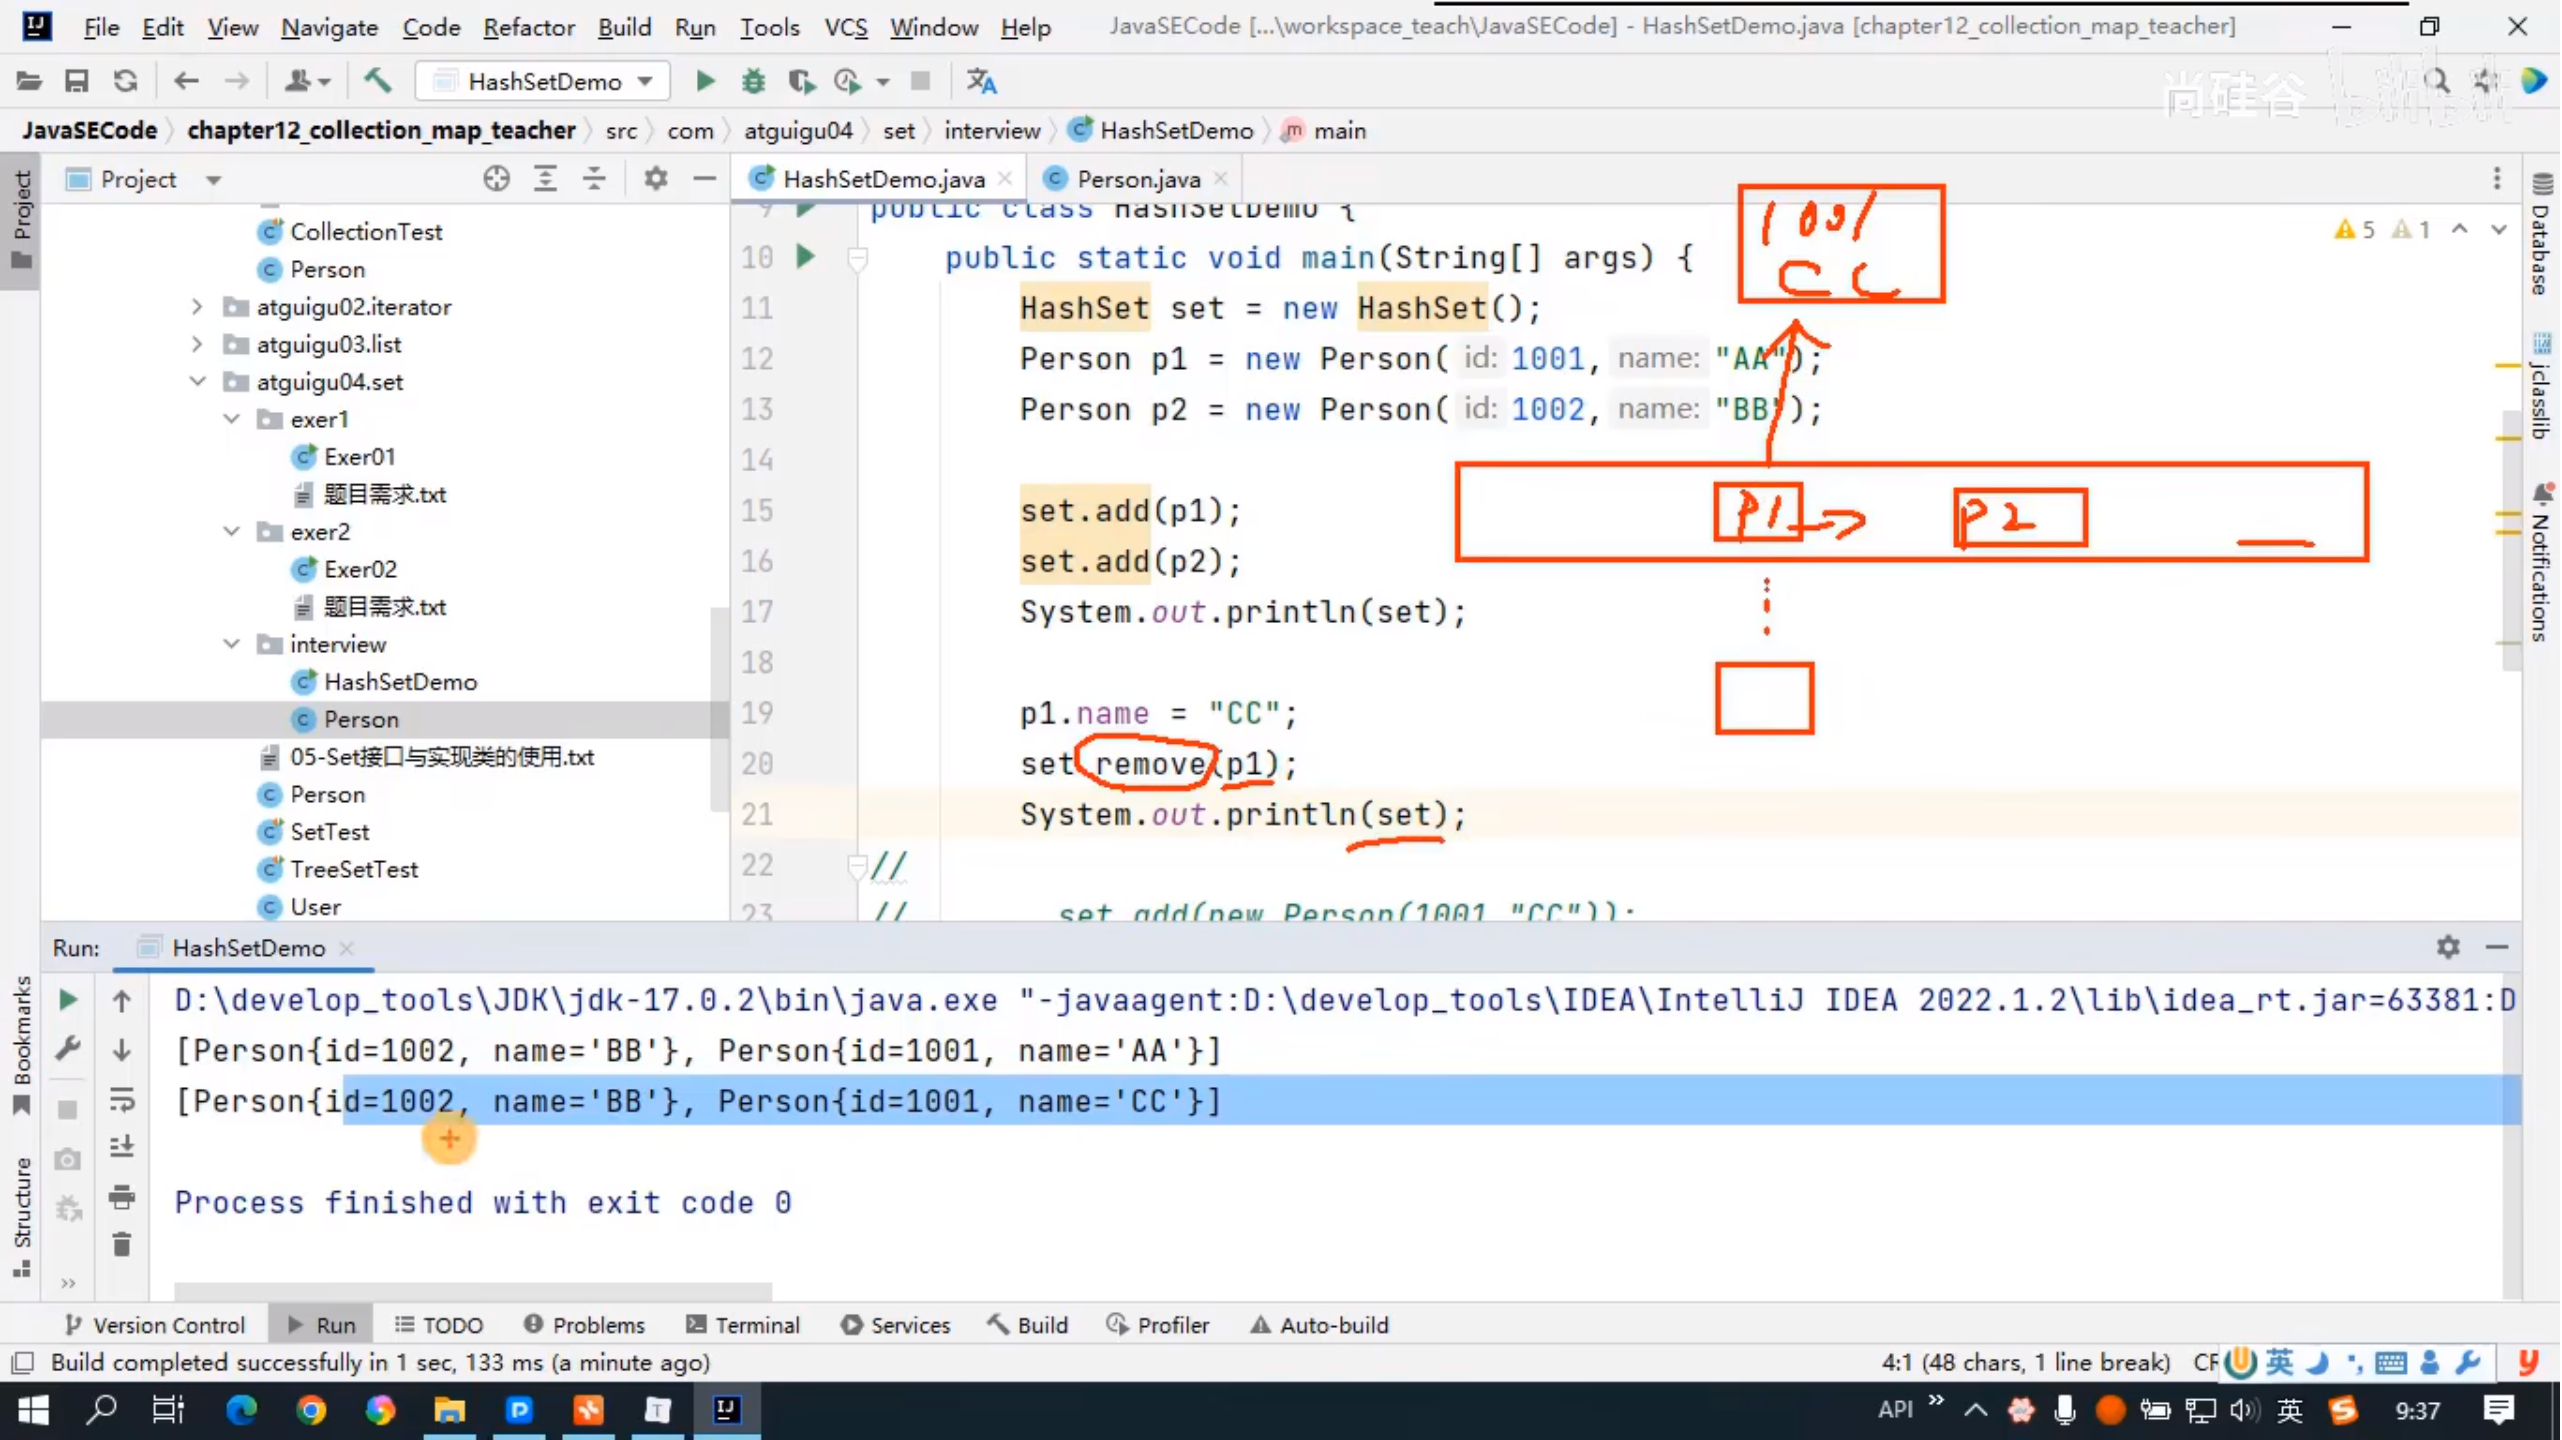 File Edit View Navigate Code Refactor Build Run Tools VCS Window Help JavaSECode [...\workspace_teach\JavaSECode] - HashSetDemo.java [chapter12_collection_map_teacher]
HashSetDemo
尚硅谷 bilibili
JavaSECode chapter12_collection_map_teacher src com atguigu04 set interview HashSetDemo main
Project
Project
HashSetDemo.java Person.java
CollectionTest
Person
atguigu02.iterator
atguigu03.list
atguigu04.set
exer1
Exer01
题目需求.txt
exer2
Exer02
题目需求.txt
interview
HashSetDemo
Person
05-Set接口与实现类的使用.txt
Person
SetTest
TreeSetTest
User
9 public class HashSetDemo {
10 public static void main(String[] args) {
11 HashSet set = new HashSet();
12 Person p1 = new Person( id: 1001, name: "AA");
13 Person p2 = new Person( id: 1002, name: "BB");
14
15 set.add(p1);
16 set.add(p2);
17 System.out.println(set);
18
19 p1.name = "CC";
20 set remove(p1);
21 System.out.println(set);
22 //
23 // set.add(new Person(1001,"CC"));
1001
CC
P1 P2
5 1
Database
jclasslib
Notifications
Run: HashSetDemo
D:\develop_tools\JDK\jdk-17.0.2\bin\java.exe "-javaagent:D:\develop_tools\IDEA\IntelliJ IDEA 2022.1.2\lib\idea_rt.jar=63381:D
[Person{id=1002, name='BB'}, Person{id=1001, name='AA'}]
[Person{id=1002, name='BB'}, Person{id=1001, name='CC'}]
Process finished with exit code 0
Bookmarks
Structure
Version Control Run TODO Problems Terminal Services Build Profiler Auto-build
Build completed successfully in 1 sec, 133 ms (a minute ago) 4:1 (48 chars, 1 line break) CR 英
API 英 9:37